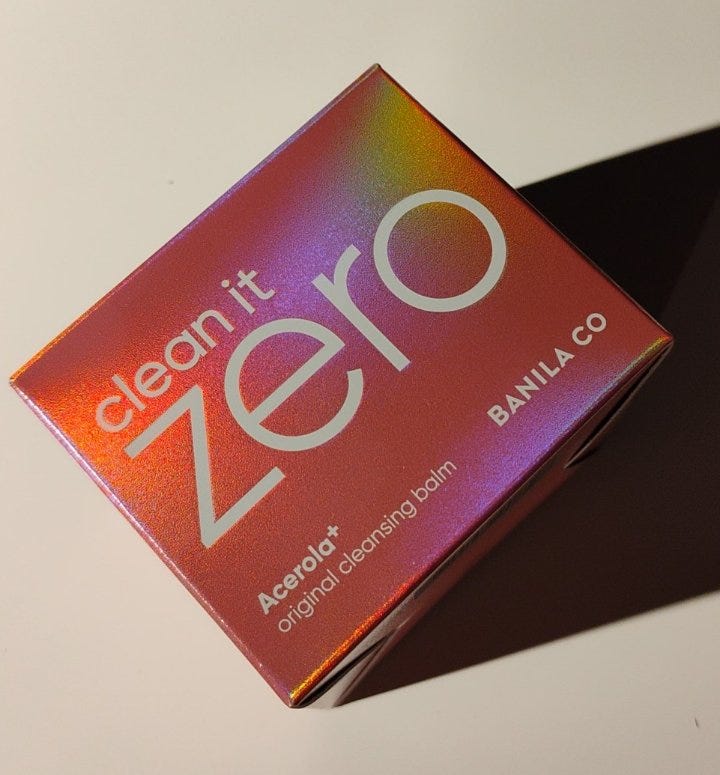 clean it
zero
BANILA CO
Acerola⁺
original cleansing balm